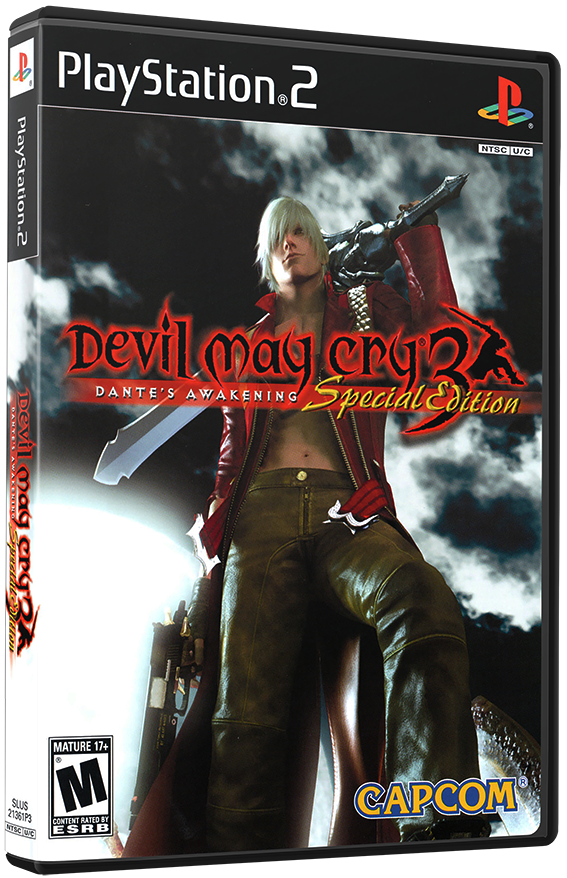 PlayStation®2
NTSC U/C
Devil may cry® 3
DANTE'S AWAKENING Special Edition
MATURE 17+
®
M
CONTENT RATED BY
ESRB
CAPCOM®
PlayStation®2
Devil may cry 3
DANTE'S AWAKENING Special Edition
SLUS
21361P3
NTSC U/C